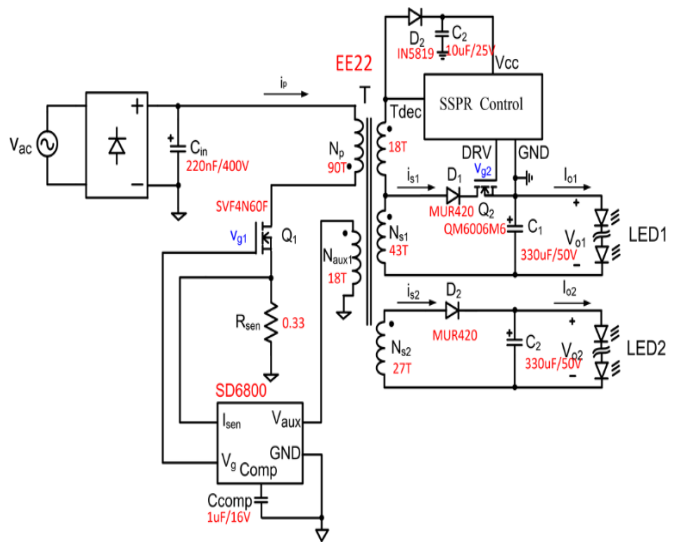 D2
IN5819
C2
10uF/25V
Vcc
EE22
T
Tdec
SSPR Control
DRV
GND
ip
+
−
Vac
Cin
220nF/400V
Np
90T
18T
Vg2
D1
MUR420
Q2
QM6006M6
is1
Io1
Ns1
43T
C1
330uF/50V
+
Vo1
−
LED1
SVF4N60F
Vg1
Q1
Naux1
18T
Rsen
0.33
is2
D2
MUR420
Io2
Ns2
27T
C2
330uF/50V
+
Vo2
−
LED2
SD6800
Isen
Vaux
Vg
GND
Comp
Ccomp
1uF/16V